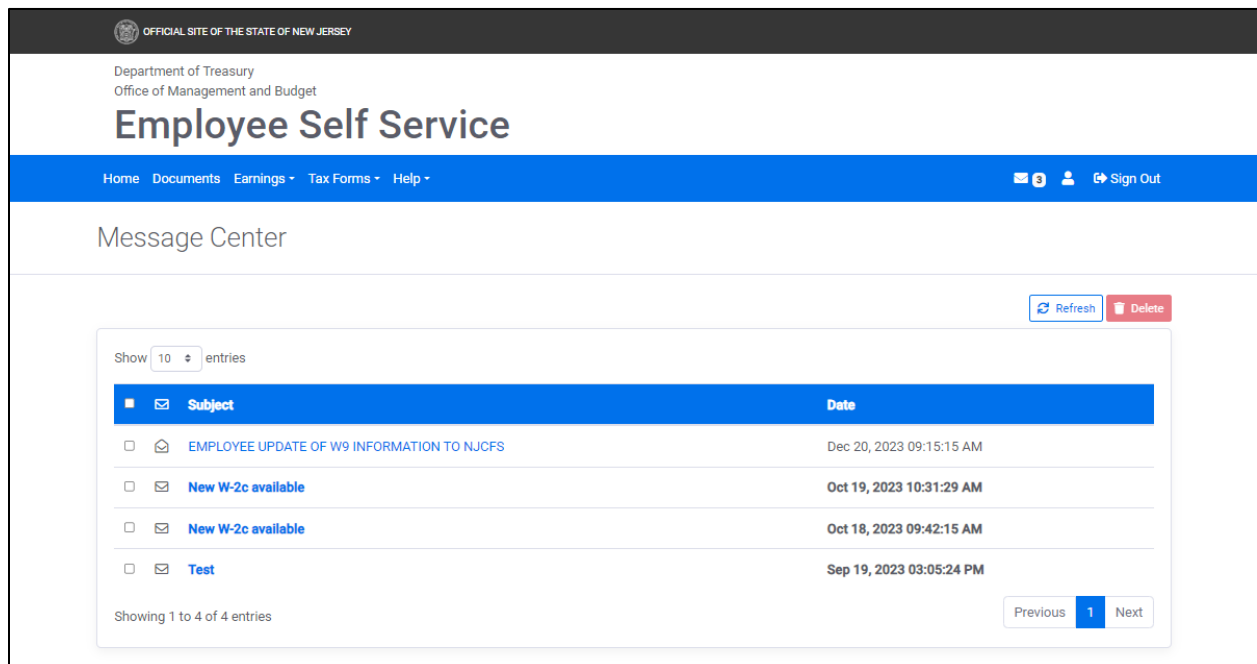 OFFICIAL SITE OF THE STATE OF NEW JERSEY
Department of Treasury
Office of Management and Budget
Employee Self Service
Home Documents Earnings Tax Forms Help 3 Sign Out
Message Center
Refresh Delete
Show 10 entries
Subject Date
EMPLOYEE UPDATE OF W9 INFORMATION TO NJCFS Dec 20, 2023 09:15:15 AM
New W-2c available Oct 19, 2023 10:31:29 AM
New W-2c available Oct 18, 2023 09:42:15 AM
Test Sep 19, 2023 03:05:24 PM
Showing 1 to 4 of 4 entries Previous 1 Next